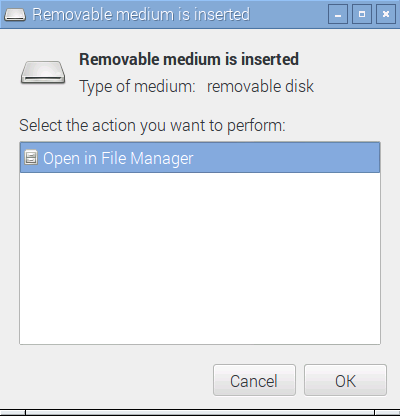 Removable medium is inserted
Removable medium is inserted
Type of medium: removable disk
Select the action you want to perform:
Open in File Manager
Cancel OK